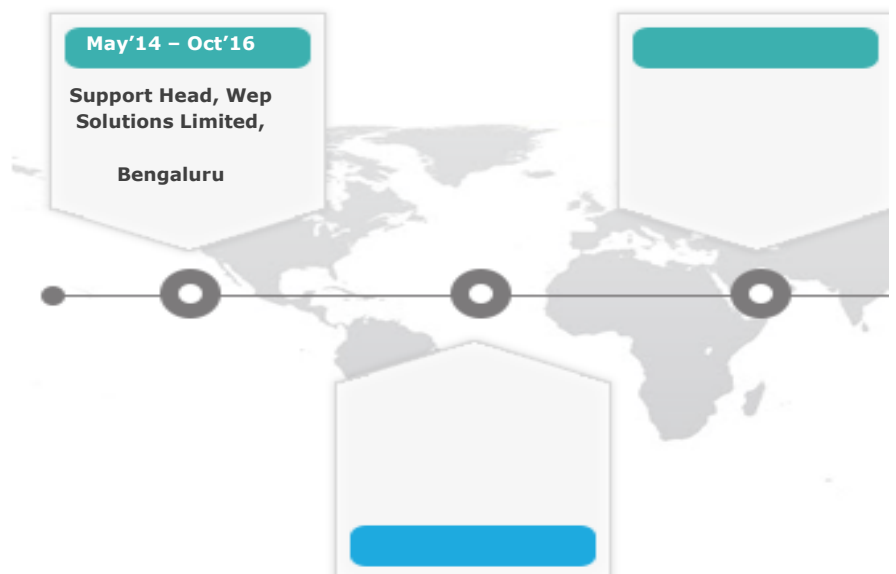 May’14 – Oct’16
Support Head, Wep
Solutions Limited,
Bengaluru